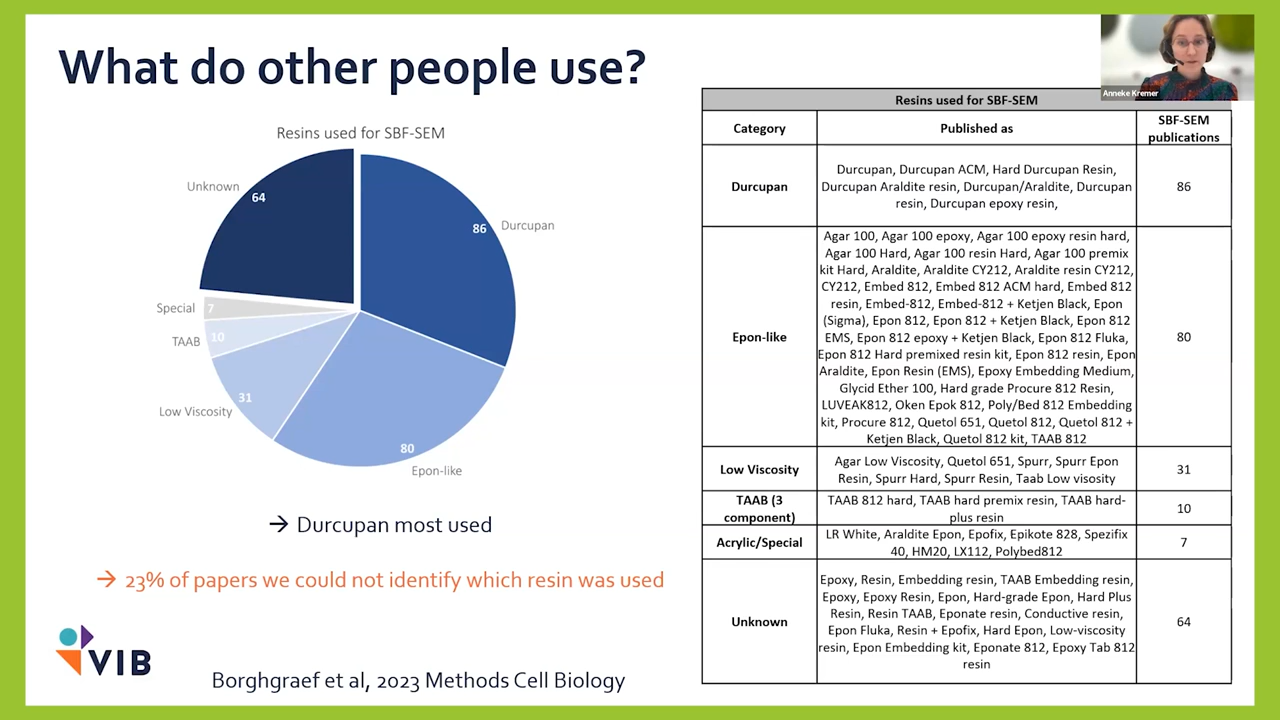 What do other people use?
Anneke Kremer
Resins used for SBF-SEM
Unknown
64
86
Durcupan
Special
7
TAAB
10
31
Low Viscosity
80
Epon-like
→ Durcupan most used
→ 23% of papers we could not identify which resin was used
VIB
Borghgraef et al, 2023 Methods Cell Biology
Resins used for SBF-SEM
Category
Published as
SBF-SEM
publications
Durcupan
Durcupan, Durcupan ACM, Hard Durcupan Resin,
Durcupan Araldite resin, Durcupan/Araldite, Durcupan
resin, Durcupan epoxy resin,
86
Epon-like
Agar 100, Agar 100 epoxy, Agar 100 epoxy resin hard,
Agar 100 Hard, Agar 100 resin Hard, Agar 100 premix
kit Hard, Araldite, Araldite CY212, Araldite resin CY212,
CY212, Embed 812, Embed 812 ACM hard, Embed 812
resin, Embed-812, Embed-812 + Ketjen Black, Epon
(Sigma), Epon 812, Epon 812 + Ketjen Black, Epon 812
EMS, Epon 812 epoxy + Ketjen Black, Epon 812 Fluka,
Epon 812 Hard premixed resin kit, Epon 812 resin, Epon
Araldite, Epon Resin (EMS), Epoxy Embedding Medium,
Glycid Ether 100, Hard grade Procure 812 Resin,
LUVEAK812, Oken Epok 812, Poly/Bed 812 Embedding
kit, Procure 812, Quetol 651, Quetol 812, Quetol 812 +
Ketjen Black, Quetol 812 kit, TAAB 812
80
Low Viscosity
Agar Low Viscosity, Quetol 651, Spurr, Spurr Epon
Resin, Spurr Hard, Spurr Resin, Taab Low visosity
31
TAAB (3
component)
TAAB 812 hard, TAAB hard premix resin, TAAB hard-
plus resin
10
Acrylic/Special
LR White, Araldite Epon, Epofix, Epikote 828, Spezifix
40, HM20, LX112, Polybed812
7
Unknown
Epoxy, Resin, Embedding resin, TAAB Embedding resin,
Epoxy, Epoxy Resin, Epon, Hard-grade Epon, Hard Plus
Resin, Resin TAAB, Eponate resin, Conductive resin,
Epon Fluka, Resin + Epofix, Hard Epon, Low-viscosity
resin, Epon Embedding kit, Eponate 812, Epoxy Tab 812
resin
64